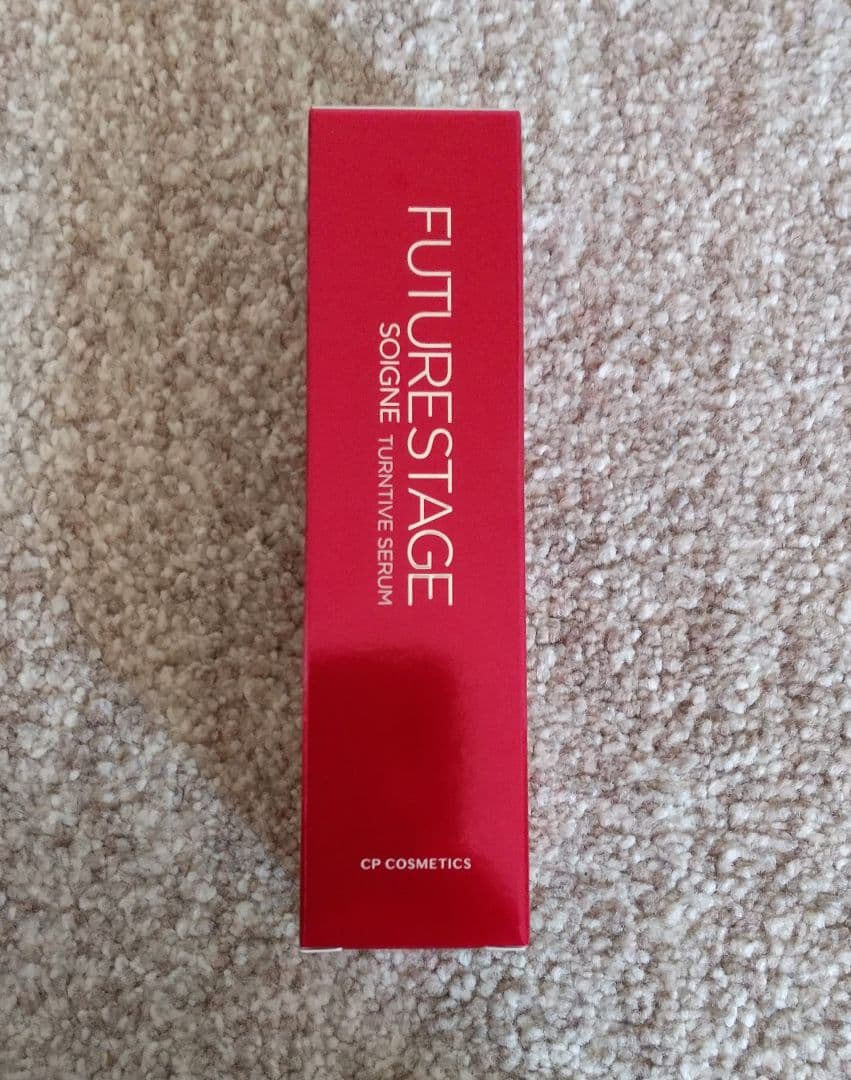 FUTURESTAGE
SOIGNE TURNTIVE SERUM
CP COSMETICS